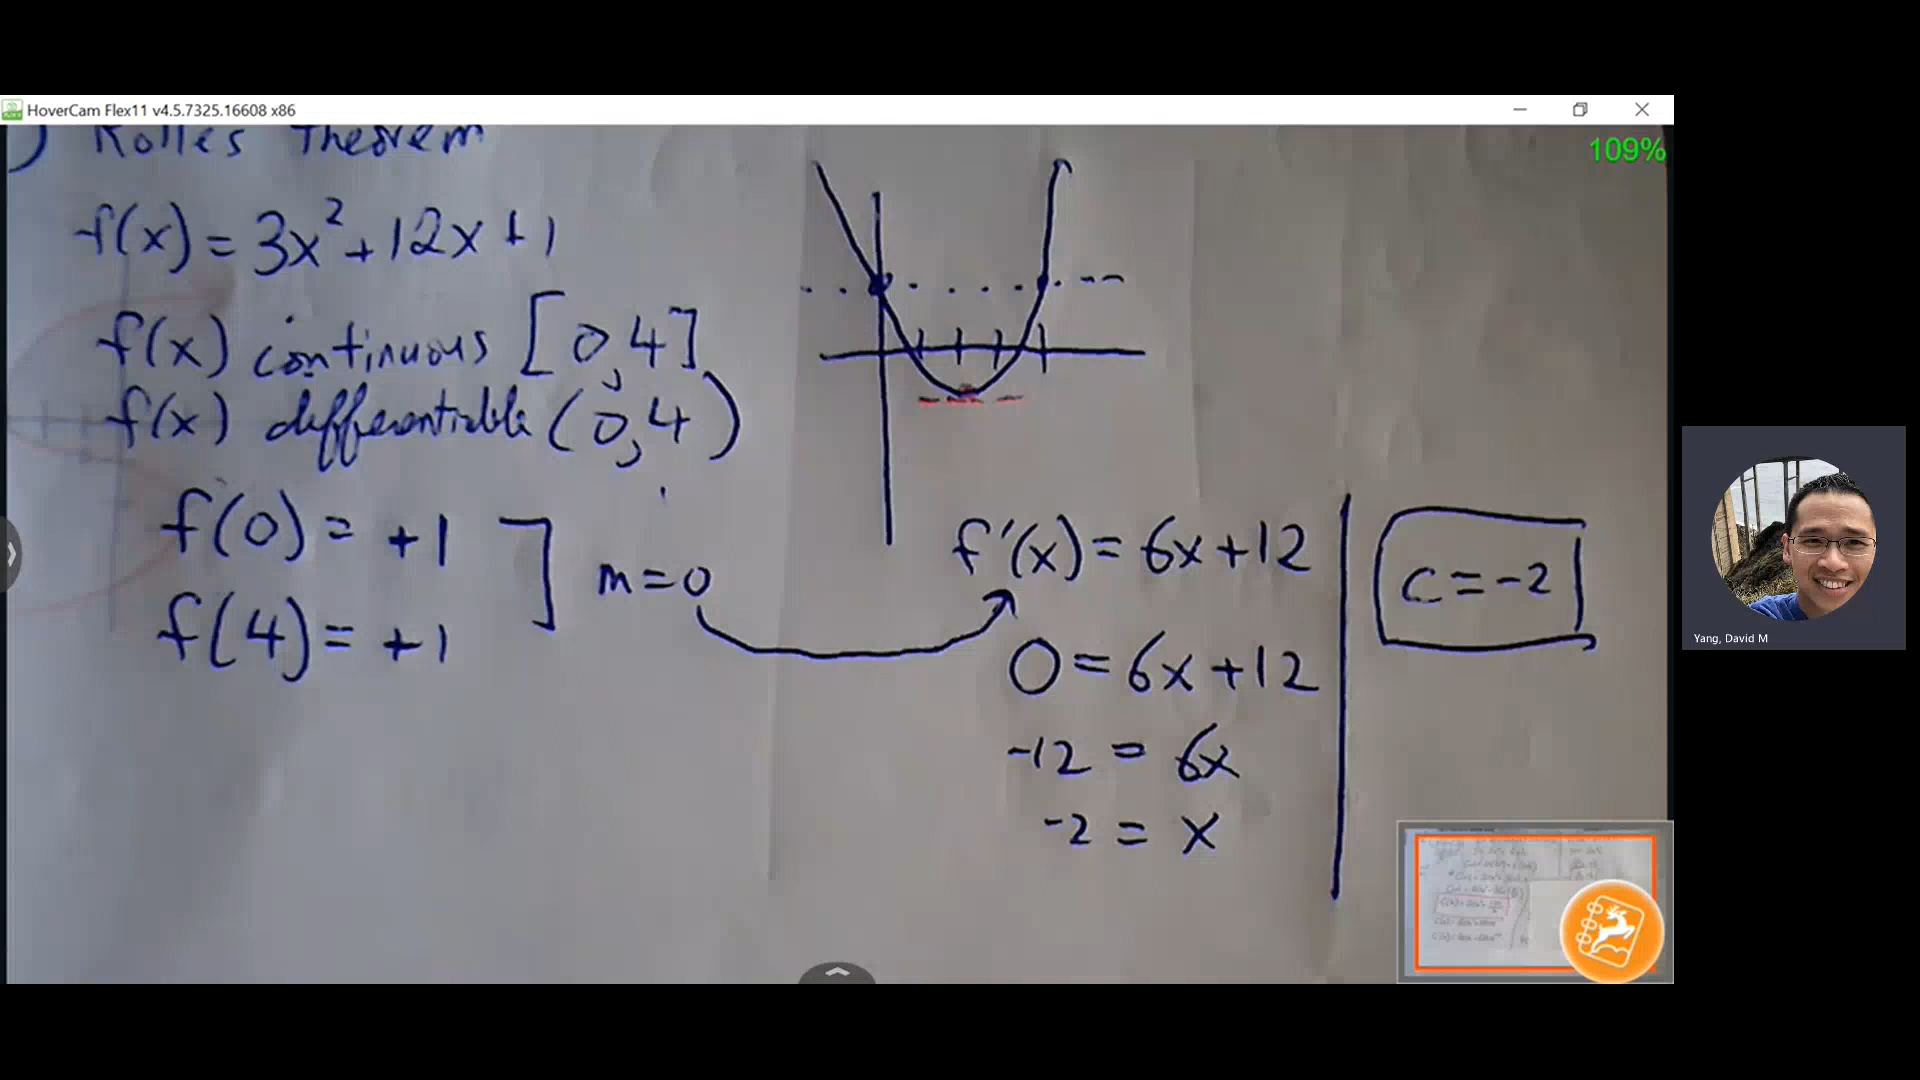 HoverCam Flex11 v4.5.7325.16608 x86
109%
) Rolles Theorem
f(x) = 3x² + 12x + 1
f(x) continuous [0,4]
f(x) differentiable (0,4)
f(0) = +1
f(4) = +1
m = 0
f'(x) = 6x + 12
0 = 6x + 12
-12 = 6x
-2 = x
c = -2
Yang, David M